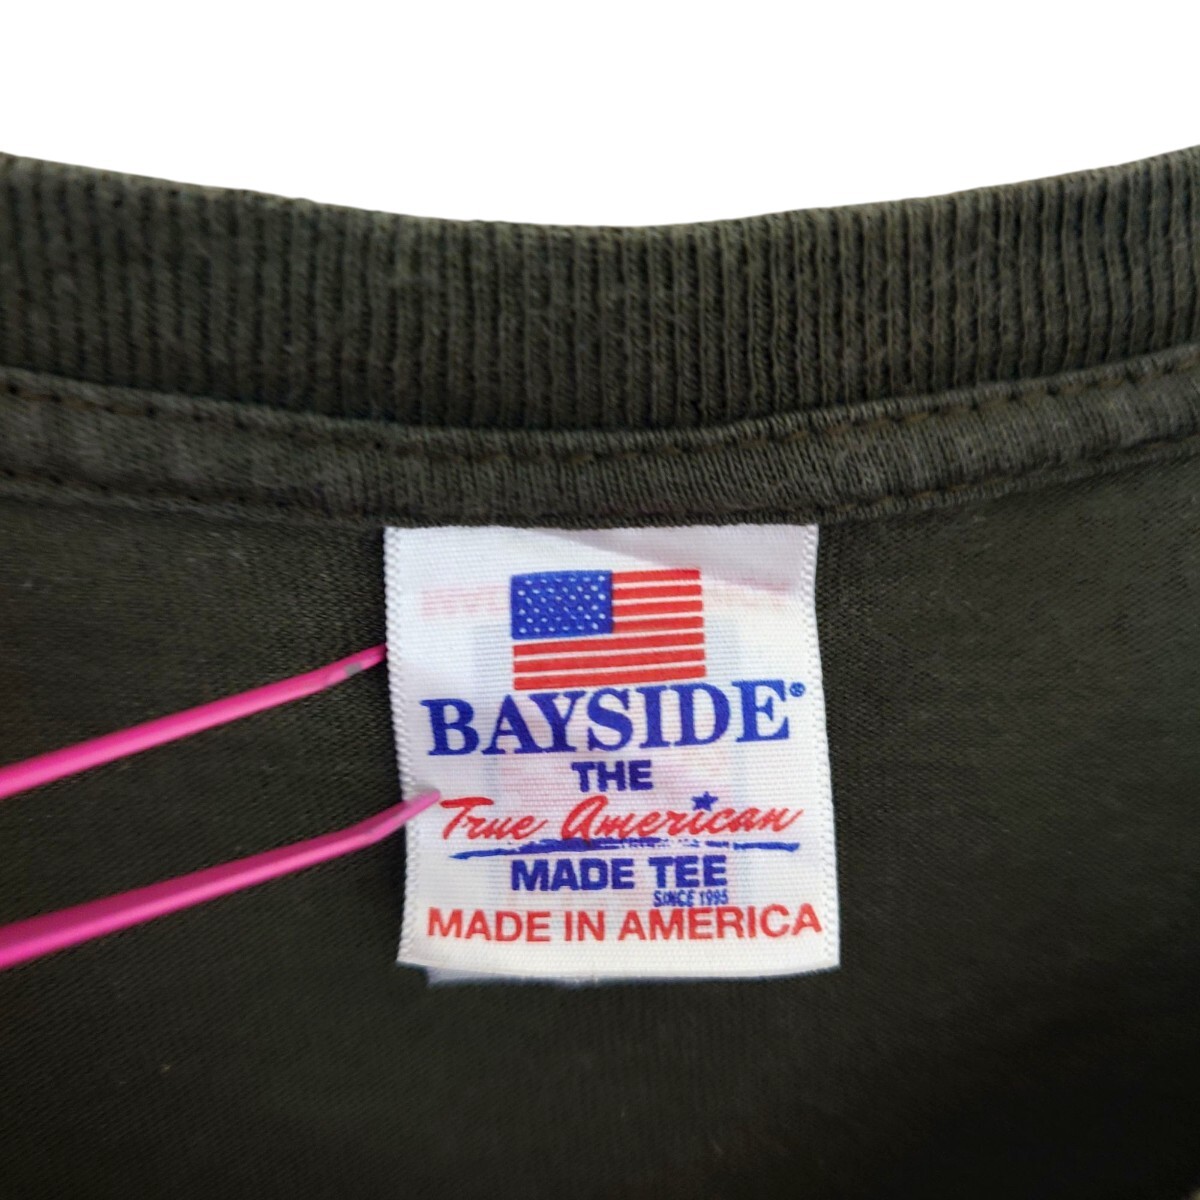 BAYSIDE®
THE
True American
MADE TEE
SINCE 1995
MADE IN AMERICA